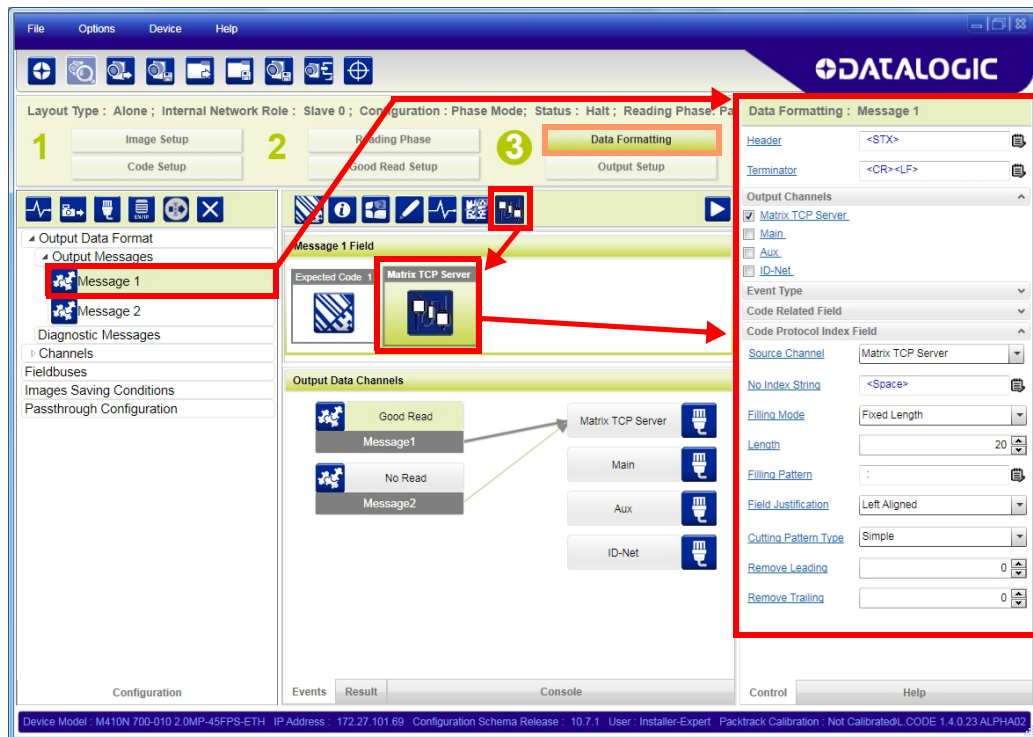 File Options Device Help
DATALOGIC
Layout Type : Alone ; Internal Network Role : Slave 0 ; Configuration : Phase Mode; Status : Halt ; Reading Phase: Pa
1 Image Setup 2 Reading Phase 3 Data Formatting
Code Setup Good Read Setup Output Setup
EN/IP
Output Data Format
Output Messages
Message 1
Message 2
Diagnostic Messages
Channels
Fieldbuses
Images Saving Conditions
Passthrough Configuration
Configuration
Message 1 Field
Expected Code 1 Matrix TCP Server
Output Data Channels
Good Read
Message1
No Read
Message2
Matrix TCP Server
Main
Aux
ID-Net
Events Result Console
Data Formatting : Message 1
Header <STX>
Terminator <CR><LF>
Output Channels
Matrix TCP Server
Main
Aux
ID-Net
Event Type
Code Related Field
Code Protocol Index Field
Source Channel Matrix TCP Server
No Index String <Space>
Filling Mode Fixed Length
Length 20
Filling Pattern :
Field Justification Left Aligned
Cutting Pattern Type Simple
Remove Leading 0
Remove Trailing 0
Control Help
Device Model : M410N 700-010 2.0MP-45FPS-ETH IP Address : 172.27.101.69 Configuration Schema Release : 10.7.1 User : Installer-Expert Packtrack Calibration : Not Calibrated\L.CODE 1.4.0.23 ALPHA02